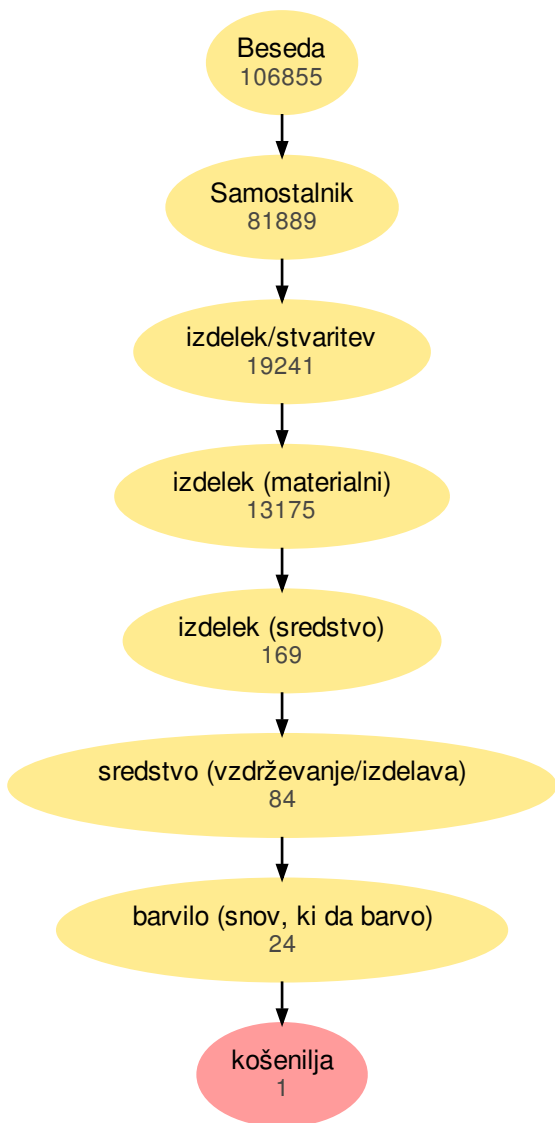 Beseda
106855
Samostalnik
81889
izdelek/stvaritev
19241
izdelek (materialni)
13175
izdelek (sredstvo)
169
sredstvo (vzdrževanje/izdelava)
84
barvilo (snov, ki da barvo)
24
košenilja
1